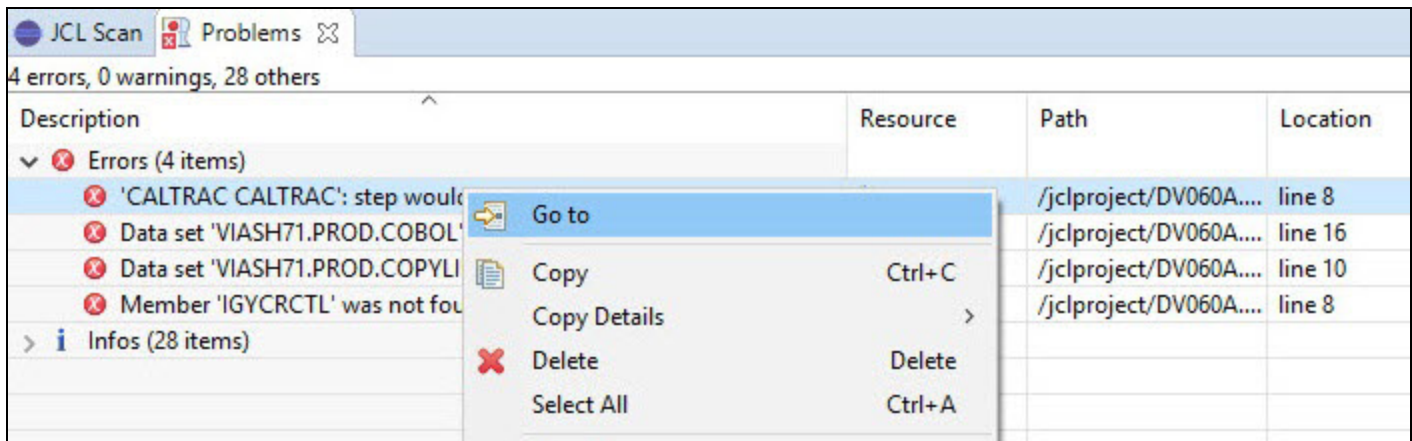 JCL Scan Problems
4 errors, 0 warnings, 28 others
Description Resource Path Location
Errors (4 items)
'CALTRAC CALTRAC': step would /jclproject/DV060A.... line 8
Data set 'VIASH71.PROD.COBOL' /jclproject/DV060A.... line 16
Data set 'VIASH71.PROD.COPYLI /jclproject/DV060A.... line 10
Member 'IGYCRCTL' was not fou /jclproject/DV060A.... line 8
i Infos (28 items)
Go to
Copy Ctrl+C
Copy Details
Delete Delete
Select All Ctrl+A